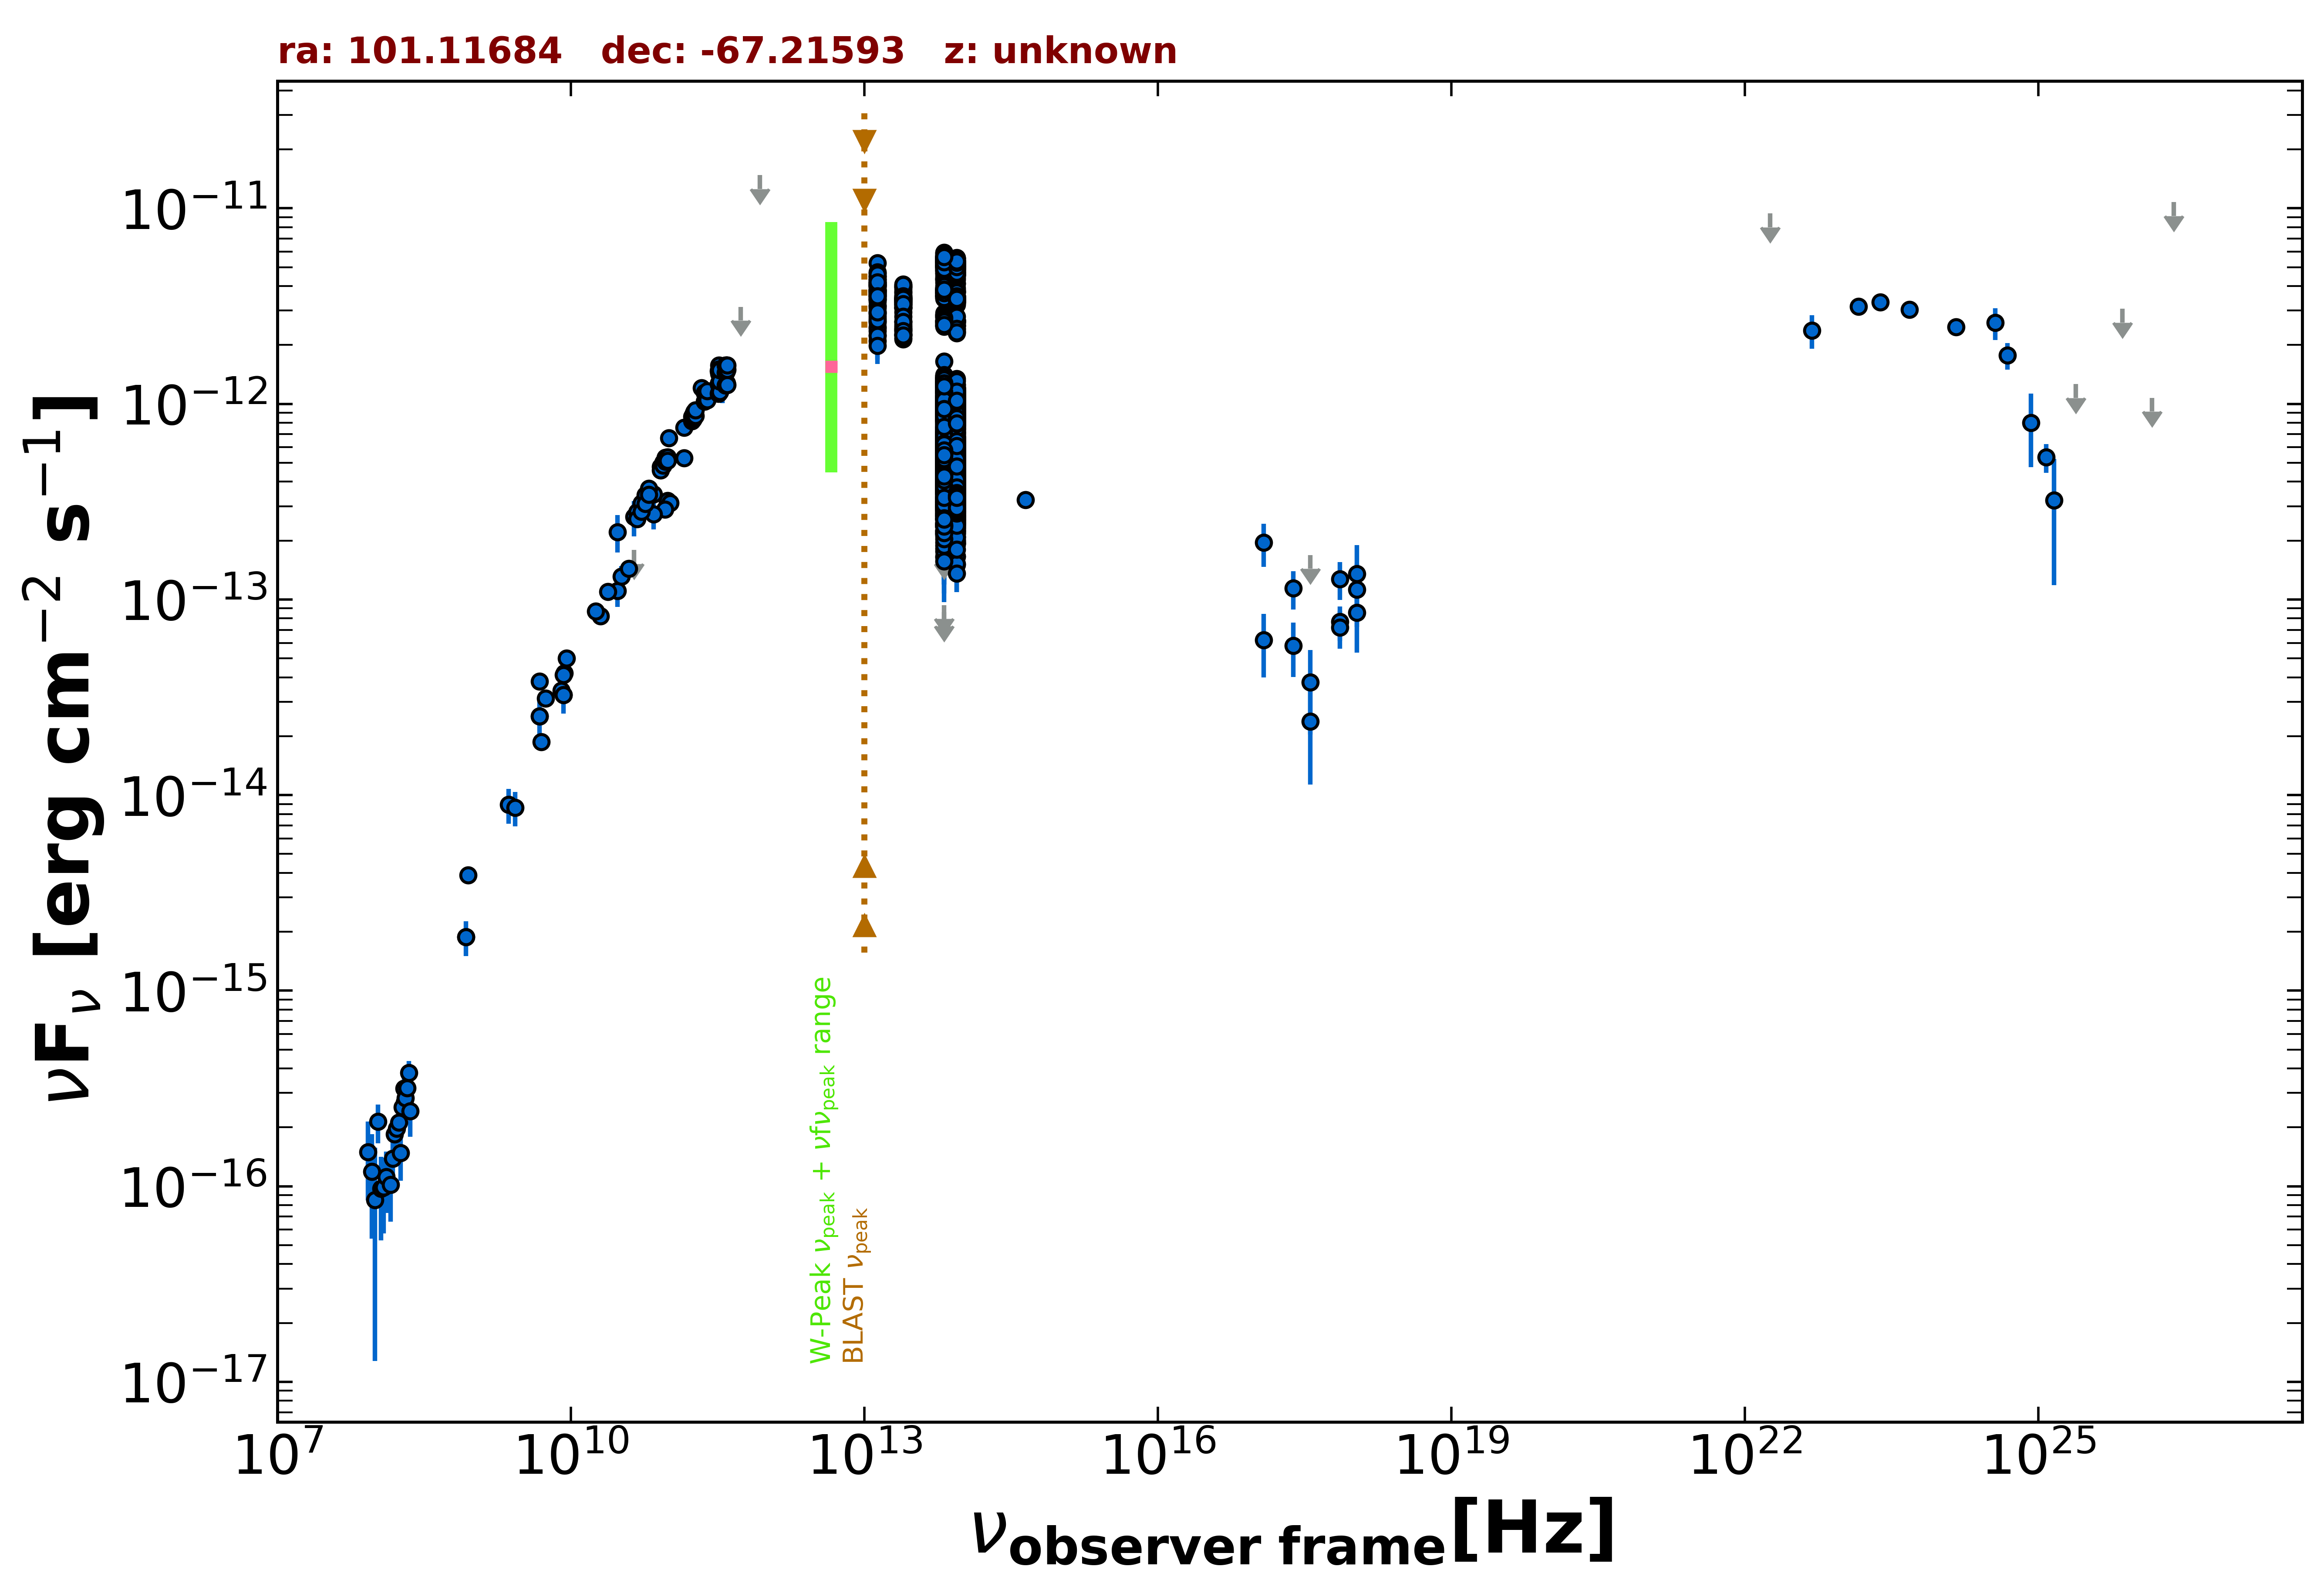 ra: 101.11684 dec: -67.21593 z: unknown
νFν [erg cm−2 s−1]
10−11
10−12
10−13
10−14
10−15
10−16
10−17
W-Peak νpeak + νfνpeak range
BLAST νpeak
107 1010 1013 1016 1019 1022 1025
νobserver frame[Hz]